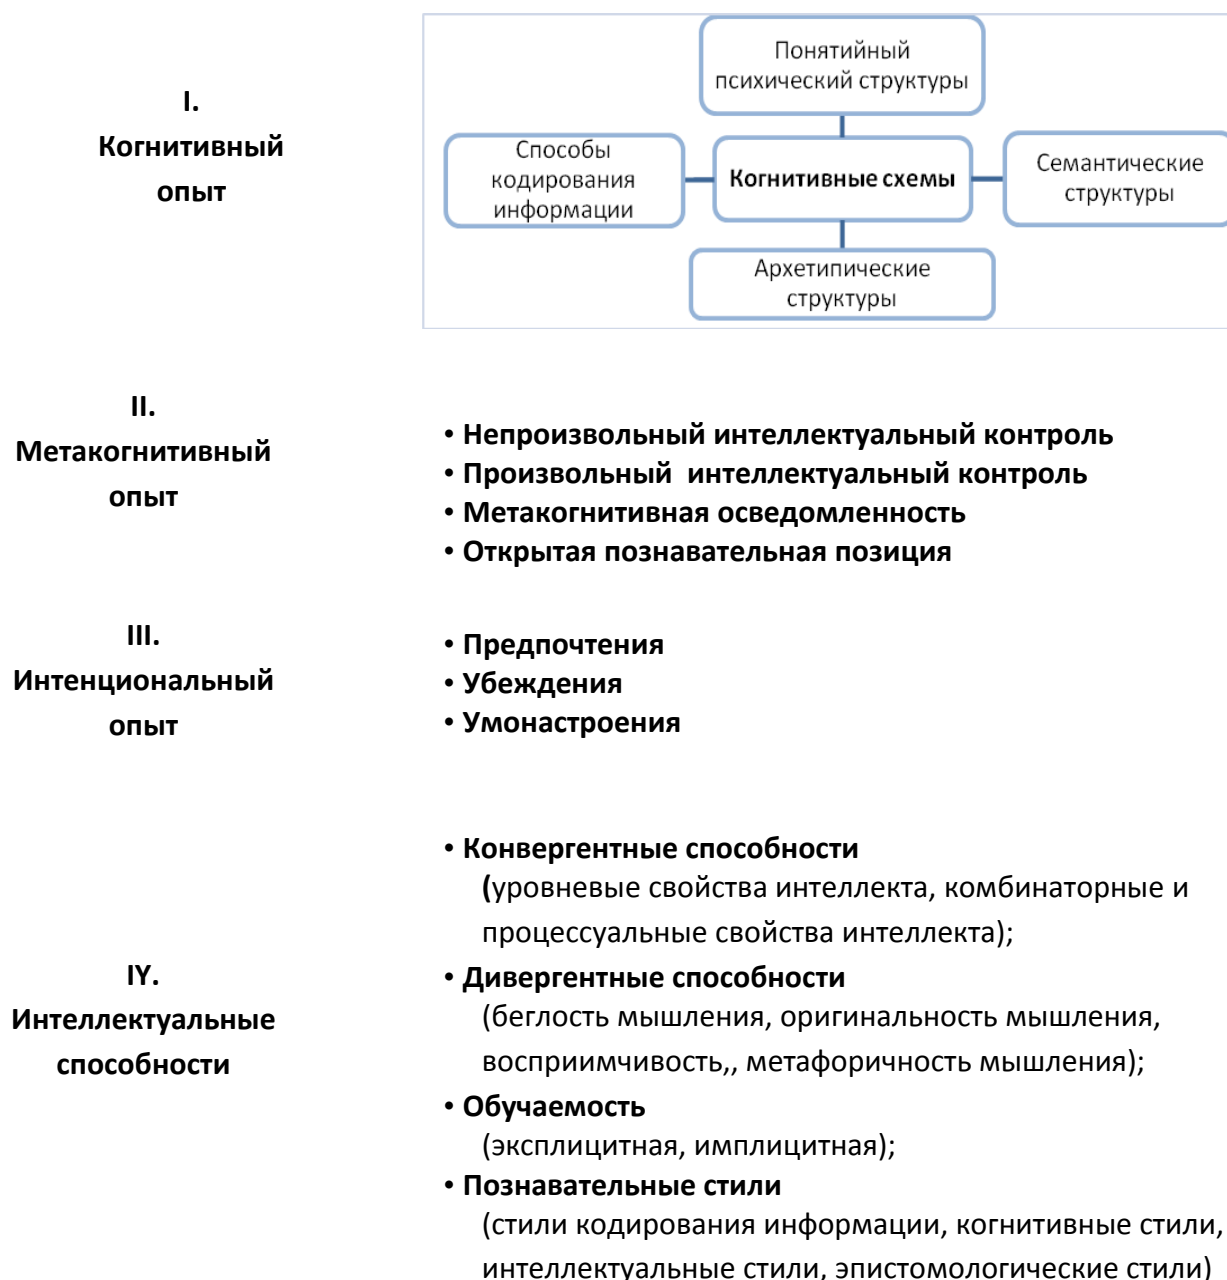 I.
Когнитивный
опыт
Понятийный
психический структуры
Способы
кодирования
информации
Когнитивные схемы
Семантические
структуры
Архетипические
структуры
II.
Метакогнитивный
опыт
• Непроизвольный интеллектуальный контроль
• Произвольный  интеллектуальный контроль
• Метакогнитивная осведомленность
• Открытая познавательная позиция
III.
Интенциональный
опыт
• Предпочтения
• Убеждения
• Умонастроения
IY.
Интеллектуальные
способности
• Конвергентные способности
(уровневые свойства интеллекта, комбинаторные и
процессуальные свойства интеллекта);
• Дивергентные способности
(беглость мышления, оригинальность мышления,
восприимчивость,, метафоричность мышления);
• Обучаемость
(эксплицитная, имплицитная);
• Познавательные стили
(стили кодирования информации, когнитивные стили,
интеллектуальные стили, эпистомологические стили)